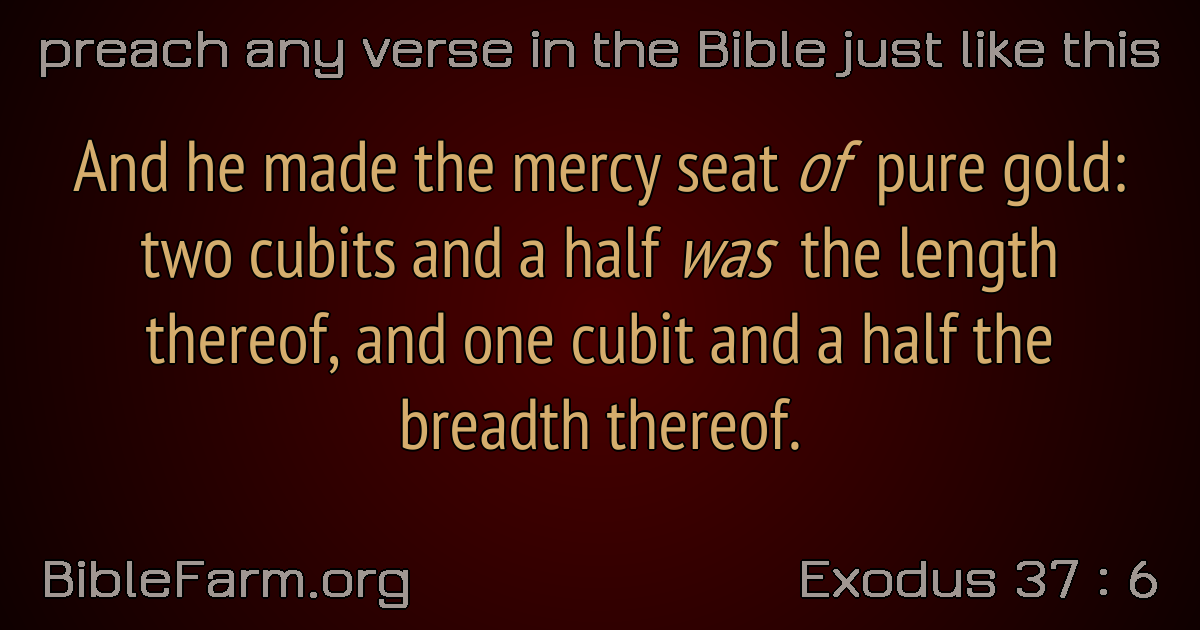 preach any verse in the Bible just like this
And he made the mercy seat of pure gold:
two cubits and a half was the length
thereof, and one cubit and a half the
breadth thereof.
BibleFarm.org
Exodus 37 : 6